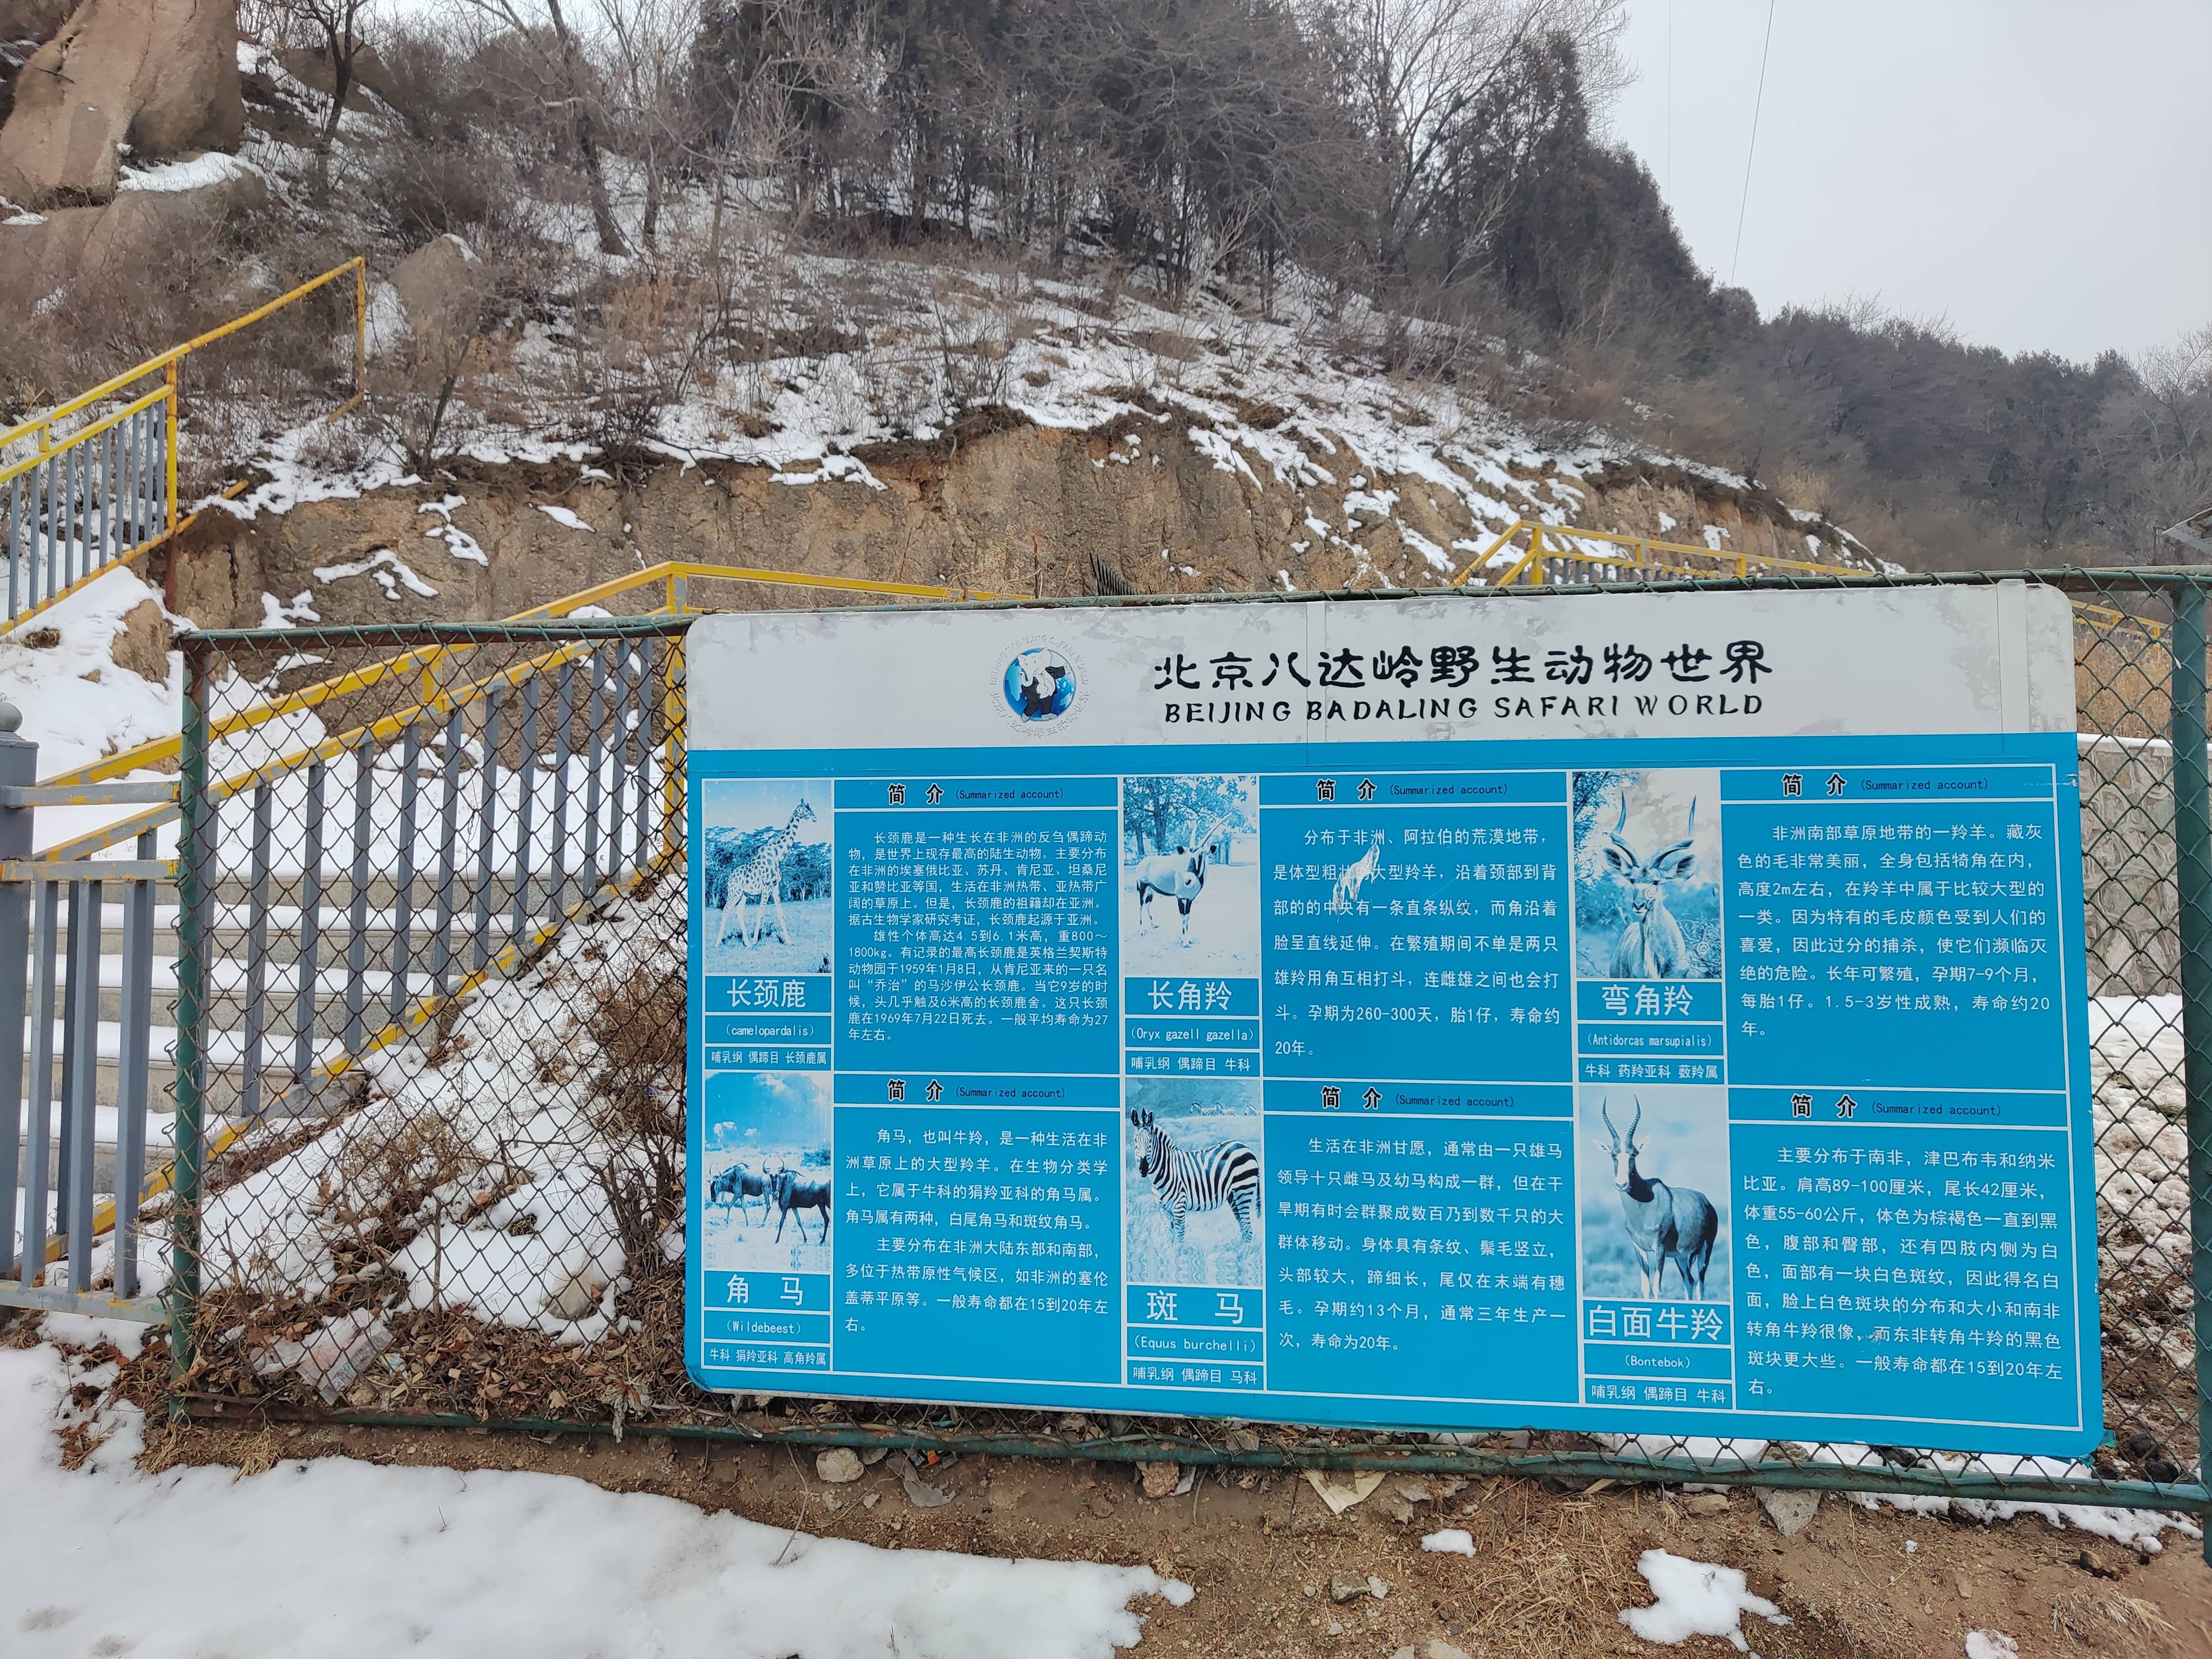 北京八达岭野生动物世界
BEIJING BADALING SAFARI WORLD
简 介 (Summarized account)
长颈鹿是一种生长在非洲的反刍偶蹄动
物，是世界上现存最高的陆生动物。主要分布
在非洲的埃塞俄比亚、苏丹、肯尼亚、坦桑尼
亚和赞比亚等国，生活在非洲热带、亚热带广
阔的草原上。但是，长颈鹿的祖籍却在亚洲。
据古生物学家研究考证，长颈鹿起源于亚洲。
雄性个体高达4.5到6.1米高，重800～
1800kg。有记录的最高长颈鹿是英格兰契斯特
动物园于1959年1月8日，从肯尼亚来的一只名
叫“乔治”的马沙伊公长颈鹿。当它9岁的时
候，头几乎触及6米高的长颈鹿舍。这只长颈
鹿在1969年7月22日死去。一般平均寿命为27
年左右。
长颈鹿
(camelopardalis)
哺乳纲 偶蹄目 长颈鹿属
简 介 (Summarized account)
分布于非洲、阿拉伯的荒漠地带，
是体型粗壮的大型羚羊，沿着颈部到背
部的的中央有一条直条纵纹，而角沿着
脸呈直线延伸。在繁殖期间不单是两只
雄羚用角互相打斗，连雌雄之间也会打
斗。孕期为260-300天，胎1仔，寿命约
20年。
长角羚
(Oryx gazell gazella)
哺乳纲 偶蹄目 牛科
简 介 (Summarized account)
非洲南部草原地带的一羚羊。藏灰
色的毛非常美丽，全身包括犄角在内，
高度2m左右，在羚羊中属于比较大型的
一类。因为特有的毛皮颜色受到人们的
喜爱，因此过分的捕杀，使它们濒临灭
绝的危险。长年可繁殖，孕期7-9个月，
每胎1仔。1.5-3岁性成熟，寿命约20
年。
弯角羚
(Antidorcas marsupialis)
牛科 药羚亚科 薮羚属
简 介 (Summarized account)
角马，也叫牛羚，是一种生活在非
洲草原上的大型羚羊。在生物分类学
上，它属于牛科的狷羚亚科的角马属。
角马属有两种，白尾角马和斑纹角马。
主要分布在非洲大陆东部和南部，
多位于热带原性气候区，如非洲的塞伦
盖蒂平原等。一般寿命都在15到20年左
右。
角 马
(Wildebeest)
牛科 狷羚亚科 高角羚属
简 介 (Summarized account)
生活在非洲甘愿，通常由一只雄马
领导十只雌马及幼马构成一群，但在干
旱期有时会群聚成数百乃到数千只的大
群体移动。身体具有条纹、鬃毛竖立，
头部较大，蹄细长，尾仅在末端有穗
毛。孕期约13个月，通常三年生产一
次，寿命为20年。
斑 马
(Equus burchelli)
哺乳纲 偶蹄目 马科
简 介 (Summarized account)
主要分布于南非，津巴布韦和纳米
比亚。肩高89-100厘米，尾长42厘米，
体重55-60公斤，体色为棕褐色一直到黑
色，腹部和臀部，还有四肢内侧为白
色，面部有一块白色斑纹，因此得名白
面，脸上白色斑块的分布和大小和南非
转角牛羚很像，而东非转角牛羚的黑色
斑块更大些。一般寿命都在15到20年左
右。
白面牛羚
(Bontebok)
哺乳纲 偶蹄目 牛科